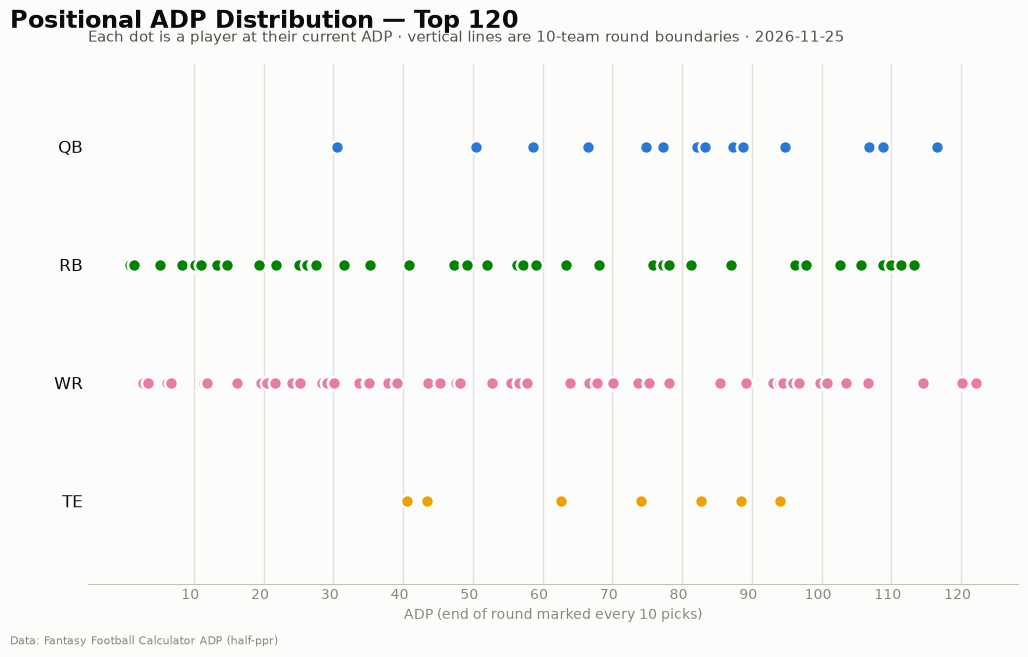 Positional ADP Distribution — Top 120
Each dot is a player at their current ADP · vertical lines are 10-team round boundaries · 2026-11-25
QB
RB
WR
TE
10 20 30 40 50 60 70 80 90 100 110 120
ADP (end of round marked every 10 picks)
Data: Fantasy Football Calculator ADP (half-ppr)